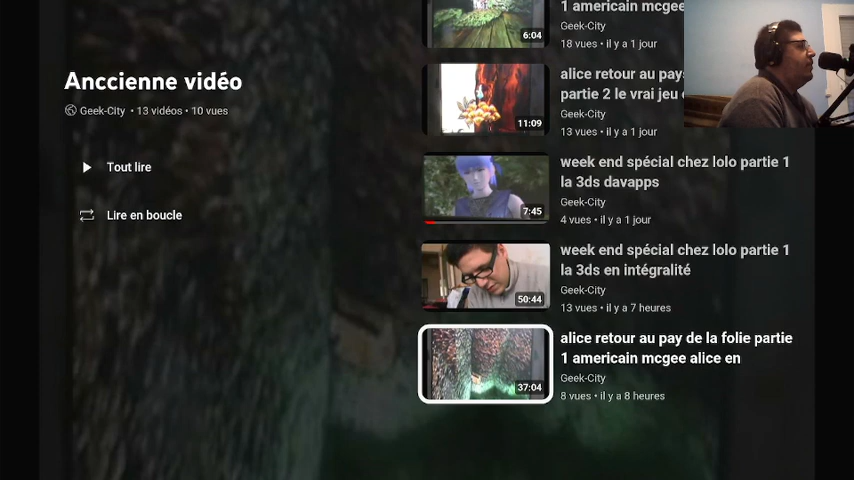 Anccienne vidéo
Geek-City • 13 vidéos • 10 vues
Tout lire
Lire en boucle
1 americain mcgee
Geek-City
18 vues • il y a 1 jour
6:04
alice retour au pay
partie 2 le vrai jeu
Geek-City
13 vues • il y a 1 jour
11:09
week end spécial chez lolo partie 1
la 3ds davapps
Geek-City
4 vues • il y a 1 jour
7:45
week end spécial chez lolo partie 1
la 3ds en intégralité
Geek-City
13 vues • il y a 7 heures
50:44
alice retour au pay de la folie partie
1 americain mcgee alice en
Geek-City
8 vues • il y a 8 heures
37:04